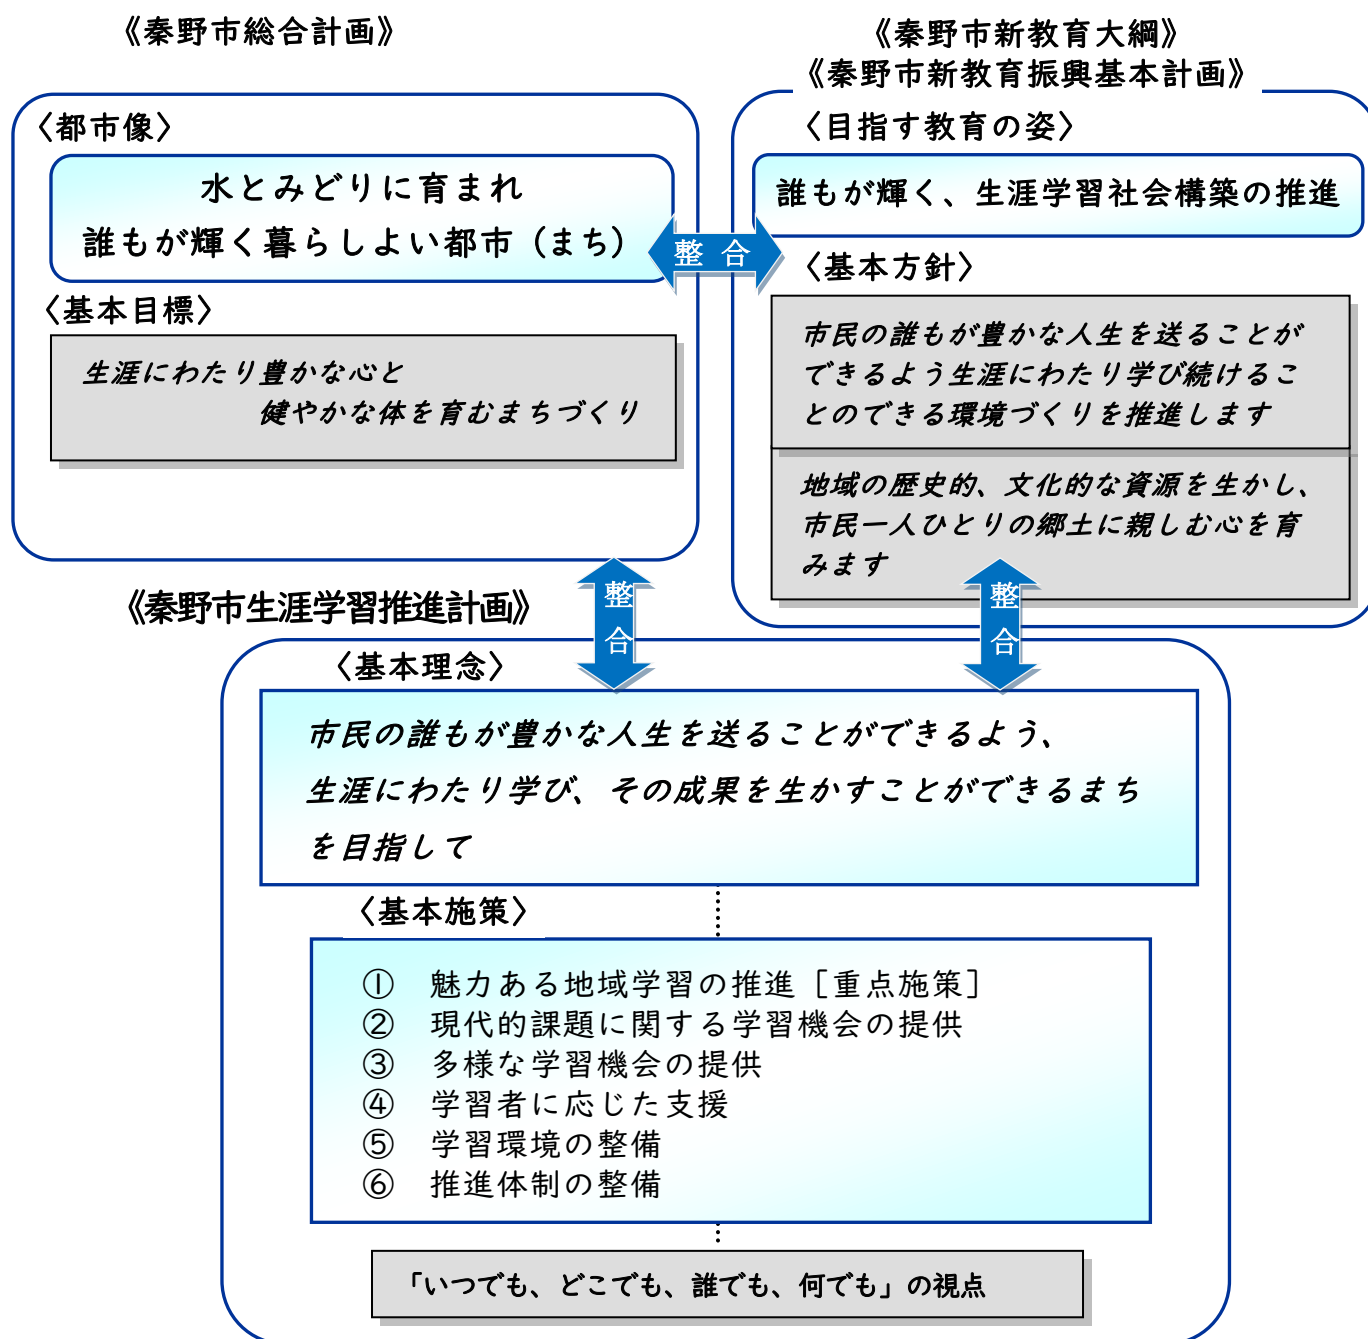 《秦野市総合計画》
〈都市像〉
水とみどりに育まれ
誰もが輝く暮らしよい都市（まち）
〈基本目標〉
生涯にわたり豊かな心と
健やかな体を育むまちづくり
整 合
《秦野市新教育大綱》
《秦野市新教育振興基本計画》
〈目指す教育の姿〉
誰もが輝く、生涯学習社会構築の推進
〈基本方針〉
市民の誰もが豊かな人生を送ることが
できるよう生涯にわたり学び続けるこ
とのできる環境づくりを推進します
地域の歴史的、文化的な資源を生かし、
市民一人ひとりの郷土に親しむ心を育
みます
整
合
整
合
《秦野市生涯学習推進計画》
〈基本理念〉
市民の誰もが豊かな人生を送ることができるよう、
生涯にわたり学び、その成果を生かすことができるまち
を目指して
〈基本施策〉
①　魅力ある地域学習の推進［重点施策］
②　現代的課題に関する学習機会の提供
③　多様な学習機会の提供
④　学習者に応じた支援
⑤　学習環境の整備
⑥　推進体制の整備
「いつでも、どこでも、誰でも、何でも」の視点